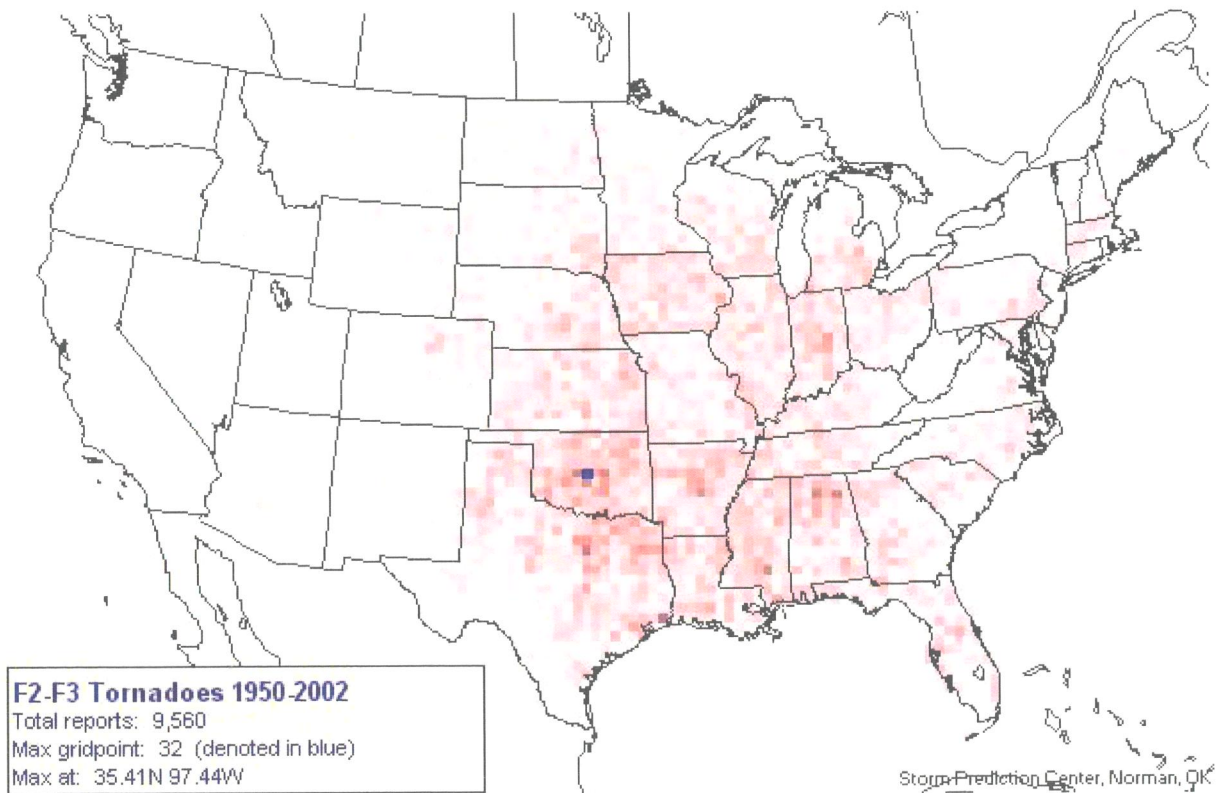 F2-F3 Tornadoes 1950-2002
Total reports: 9,560
Max gridpoint: 32 (denoted in blue)
Max at: 35.41N 97.44W
Storm Prediction Center, Norman, OK